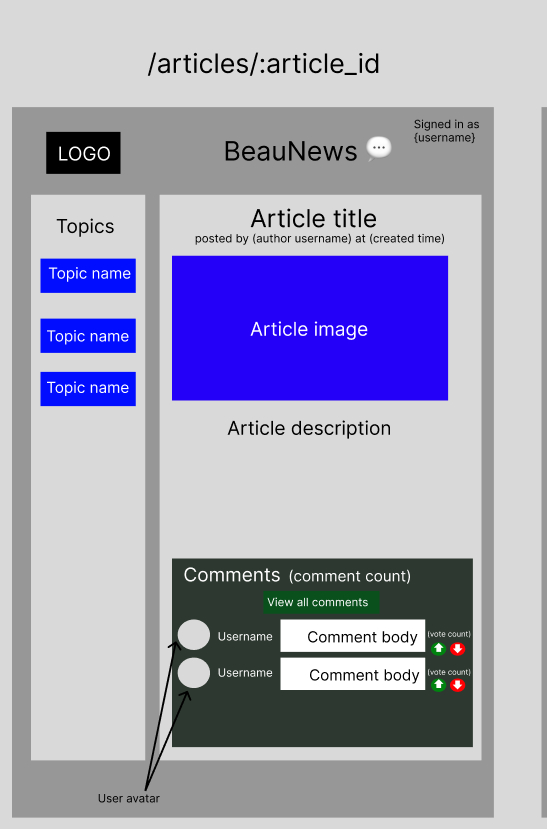 /articles/:article_id
Signed in as
{username}
LOGO
BeauNews 💬
Topics
Topic name
Topic name
Topic name
Article title
posted by (author username) at (created time)
Article image
Article description
Comments (comment count)
View all comments
Username
Comment body
(vote count)
Username
Comment body
(vote count)
User avatar